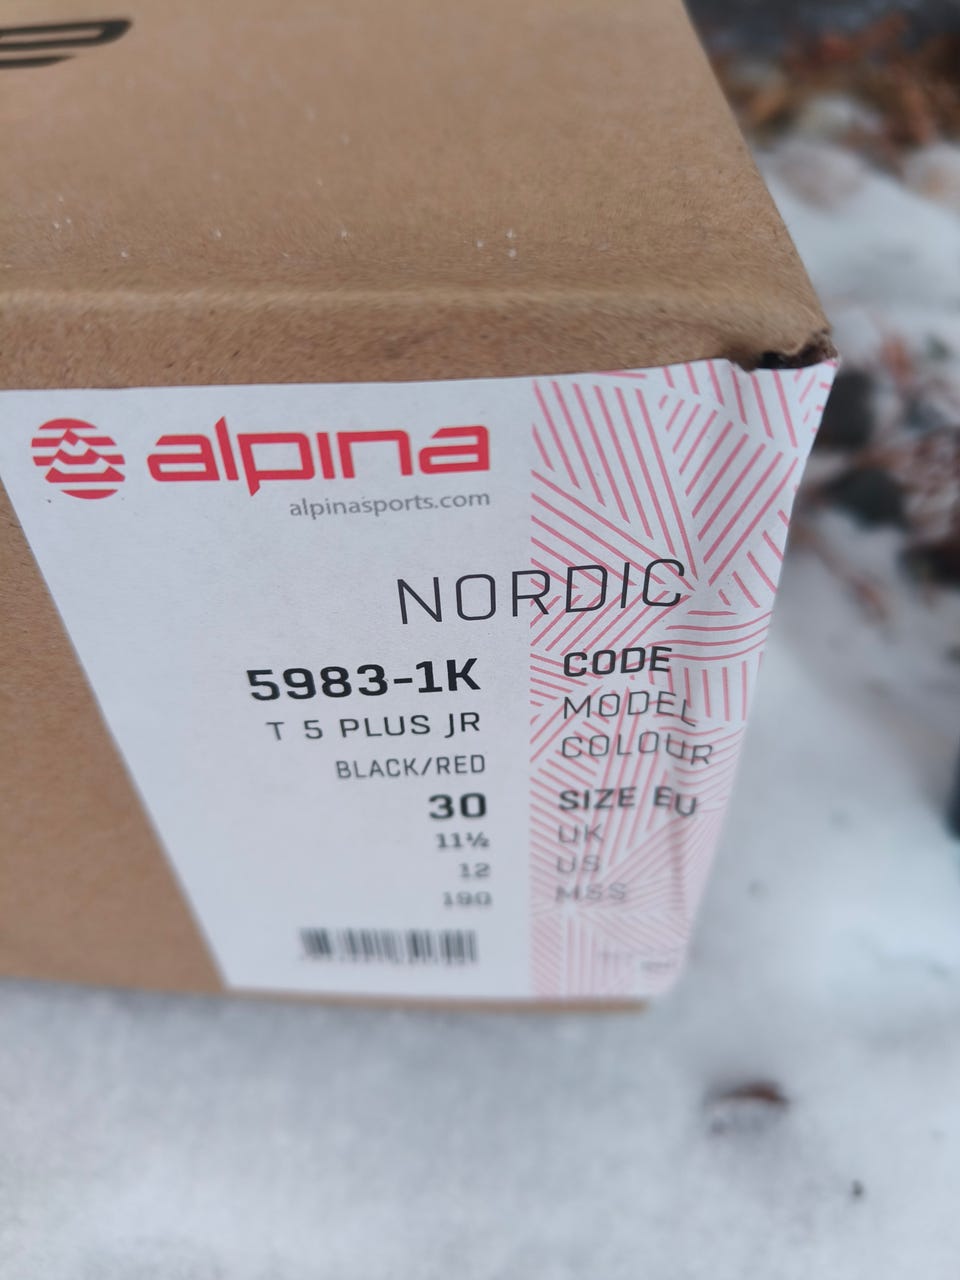 alpina
alpinasports.com
NORDIC
5983-1K CODE
T 5 PLUS JR MODEL
BLACK/RED COLOUR
30 SIZE EU
11½ UK
12 US
190 MSS